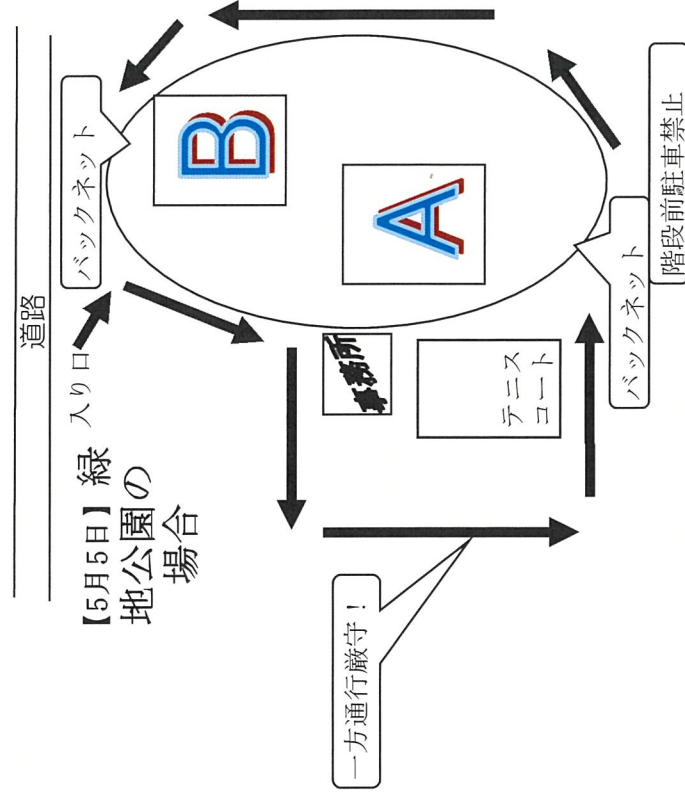 道路
入り口
【5月5日】緑
地公園の
場合
バックネット
B
A
事務所
テニス
コート
一方通行厳守！
バックネット
階段前駐車禁止